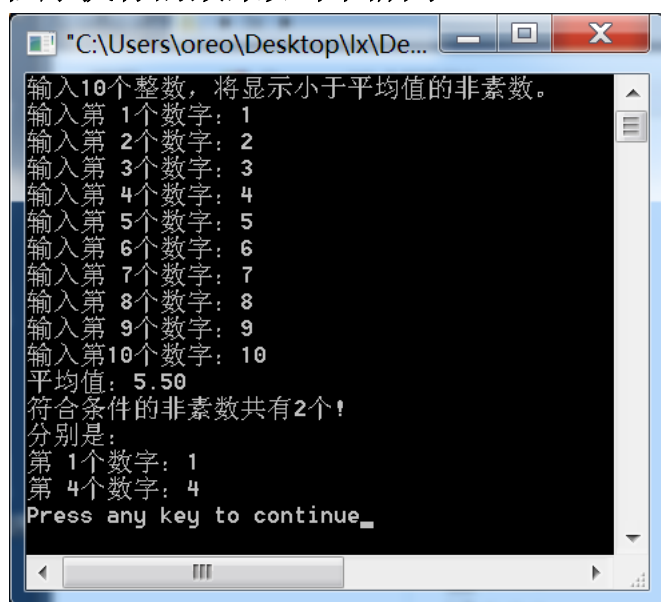 "C:\Users\oreo\Desktop\lx\De...
输入10个整数，将显示小于平均值的非素数。
输入第 1个数字：1
输入第 2个数字：2
输入第 3个数字：3
输入第 4个数字：4
输入第 5个数字：5
输入第 6个数字：6
输入第 7个数字：7
输入第 8个数字：8
输入第 9个数字：9
输入第10个数字：10
平均值：5.50
符合条件的非素数共有2个！
分别是：
第 1个数字：1
第 4个数字：4
Press any key to continue_